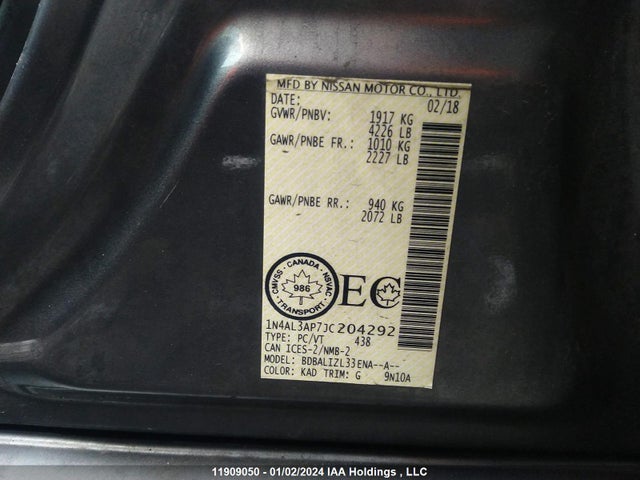 MFD BY NISSAN MOTOR CO., LTD.
DATE: 02/18
GVWR/PNBV: 1917 KG
4226 LB
GAWR/PNBE FR.: 1010 KG
- 2227 LB
GAWR/PNBE RR.: 940 KG
- 2072 LB
CANADA
CMVSS NSVAC
986
TRANSPORT
EC
1N4AL3AP7JC204292
TYPE: PC/VT 438
CAN ICES-2/NMB-2
MODEL: BDBALIZL33ENA--A--
COLOR: KAD TRIM: G 9N10A
11909050 - 01/02/2024 IAA Holdings , LLC